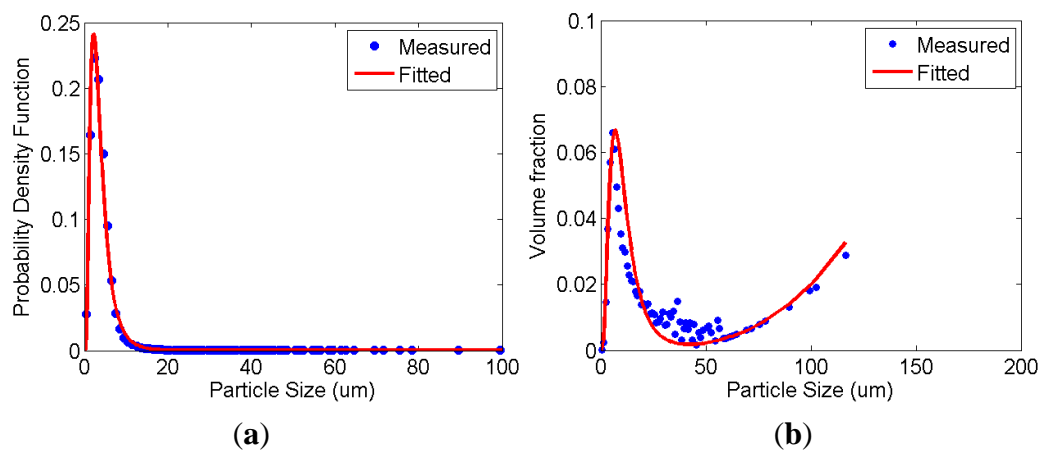 0.25
0.2
0.15
0.1
0.05
0
0 20 40 60 80 100
Probability Density Function
Particle Size (um)
Measured
Fitted
(a)
0.1
0.08
0.06
0.04
0.02
0
0 50 100 150 200
Volume fraction
Particle Size (um)
Measured
Fitted
(b)